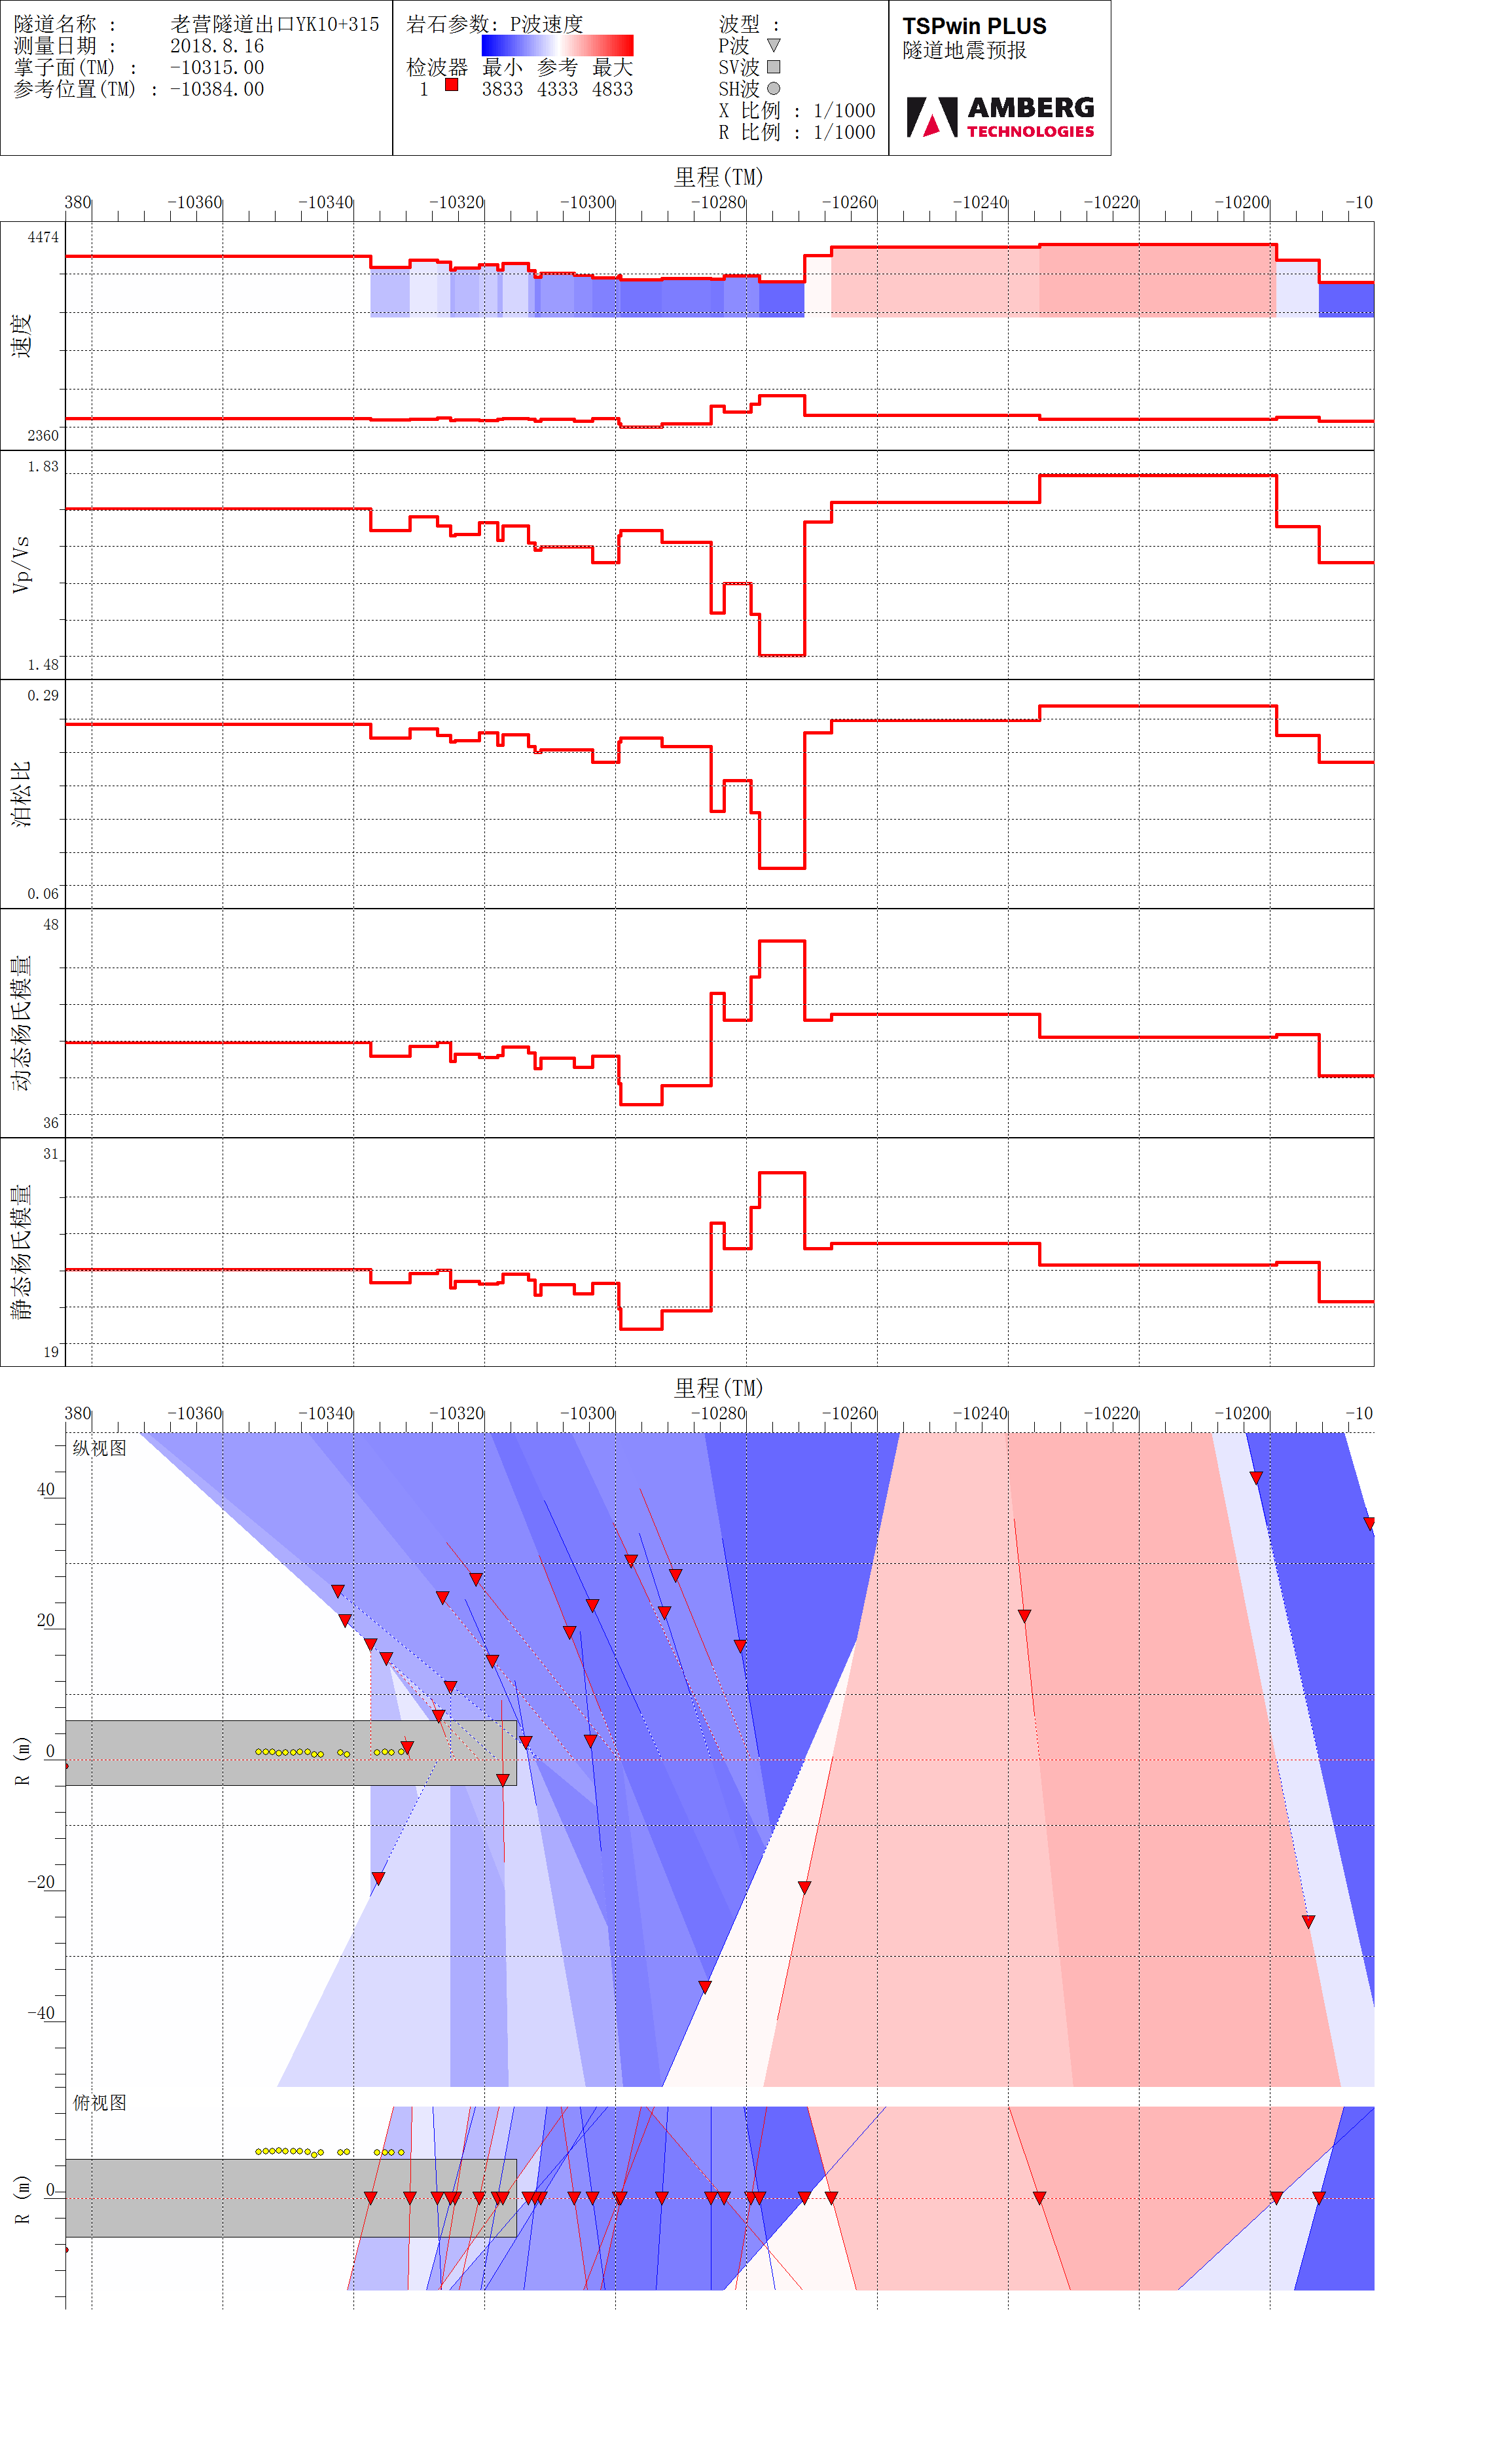 隧道名称 : 老营隧道出口YK10+315
测量日期 : 2018.8.16
掌子面(TM) : -10315.00
参考位置(TM) : -10384.00
岩石参数: P波速度
检波器 最小 参考 最大
1 3833 4333 4833
波型 :
P波
SV波
SH波
X 比例 : 1/1000
R 比例 : 1/1000
TSPwin PLUS
隧道地震预报
AMBERG
TECHNOLOGIES
里程(TM)
380 -10360 -10340 -10320 -10300 -10280 -10260 -10240 -10220 -10200 -10
4474
速度
2360
1.83
Vp/Vs
1.48
0.29
泊松比
0.06
48
动态杨氏模量
36
31
静态杨氏模量
19
里程(TM)
380 -10360 -10340 -10320 -10300 -10280 -10260 -10240 -10220 -10200 -10
纵视图
40
20
0
R (m)
-20
-40
俯视图
0
R (m)